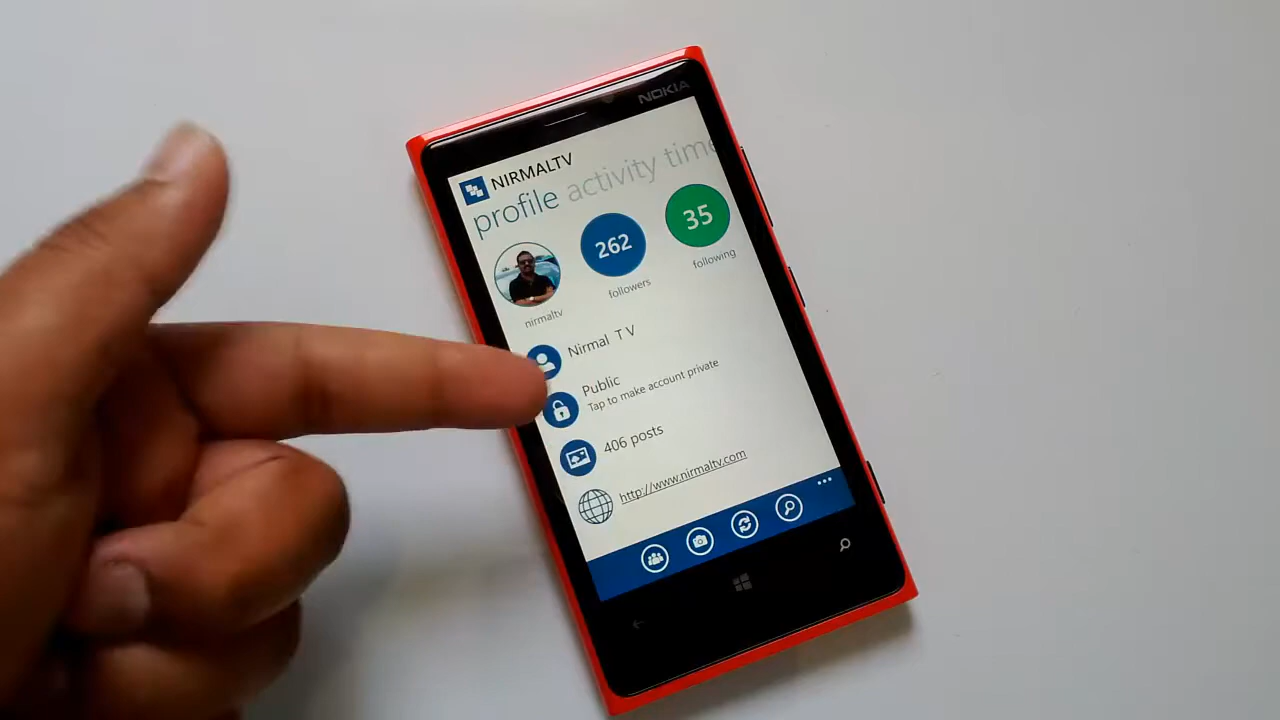 NOKIA
NIRMALTV
profile activity time
262
35
nirmaltv
followers
following
Nirmal T V
Public
Tap to make account private
406 posts
http://www.nirmaltv.com